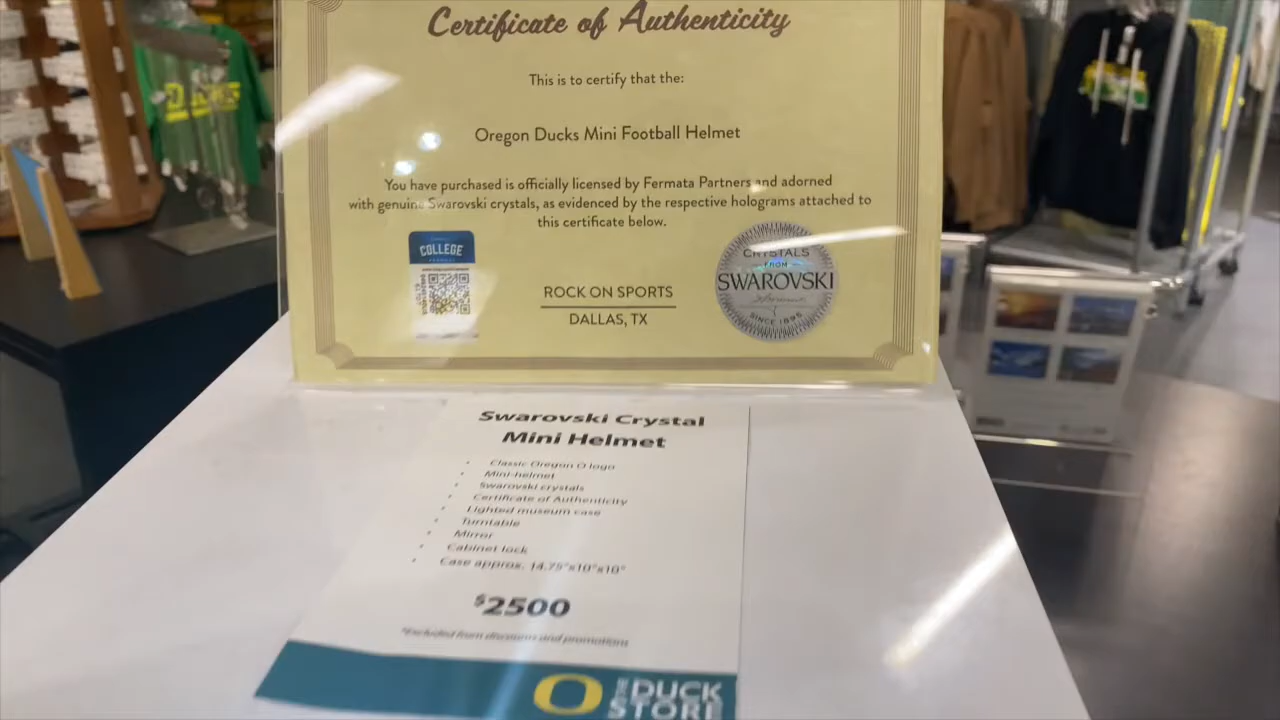 DUCKS
Certificate of Authenticity
This is to certify that the:
Oregon Ducks Mini Football Helmet
You have purchased is officially licensed by Fermata Partners and adorned
with genuine Swarovski crystals, as evidenced by the respective holograms attached to
this certificate below.
COLLEGE
ROCK ON SPORTS
DALLAS, TX
CRYSTALS
FROM
SWAROVSKI
SINCE 1895
Swarovski Crystal
Mini Helmet
• Classic Oregon O logo
• Mini-helmet
• Swarovski crystals
• Certificate of Authenticity
• Lighted museum case
• Turntable
• Mirror
• Cabinet lock
• Case approx. 14.75"x10"x10"
$2500
*Excluded from discounts and promotions
O THE DUCK
STORE